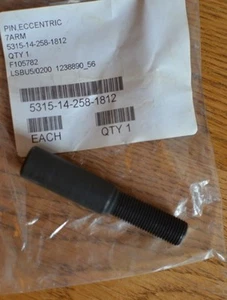 PIN,ECCENTRIC
7ARM
5315-14-258-1812
QTY 1
F105782
LSBU5/0200 1238890_56
5315-14-258-1812
EACH QTY 1